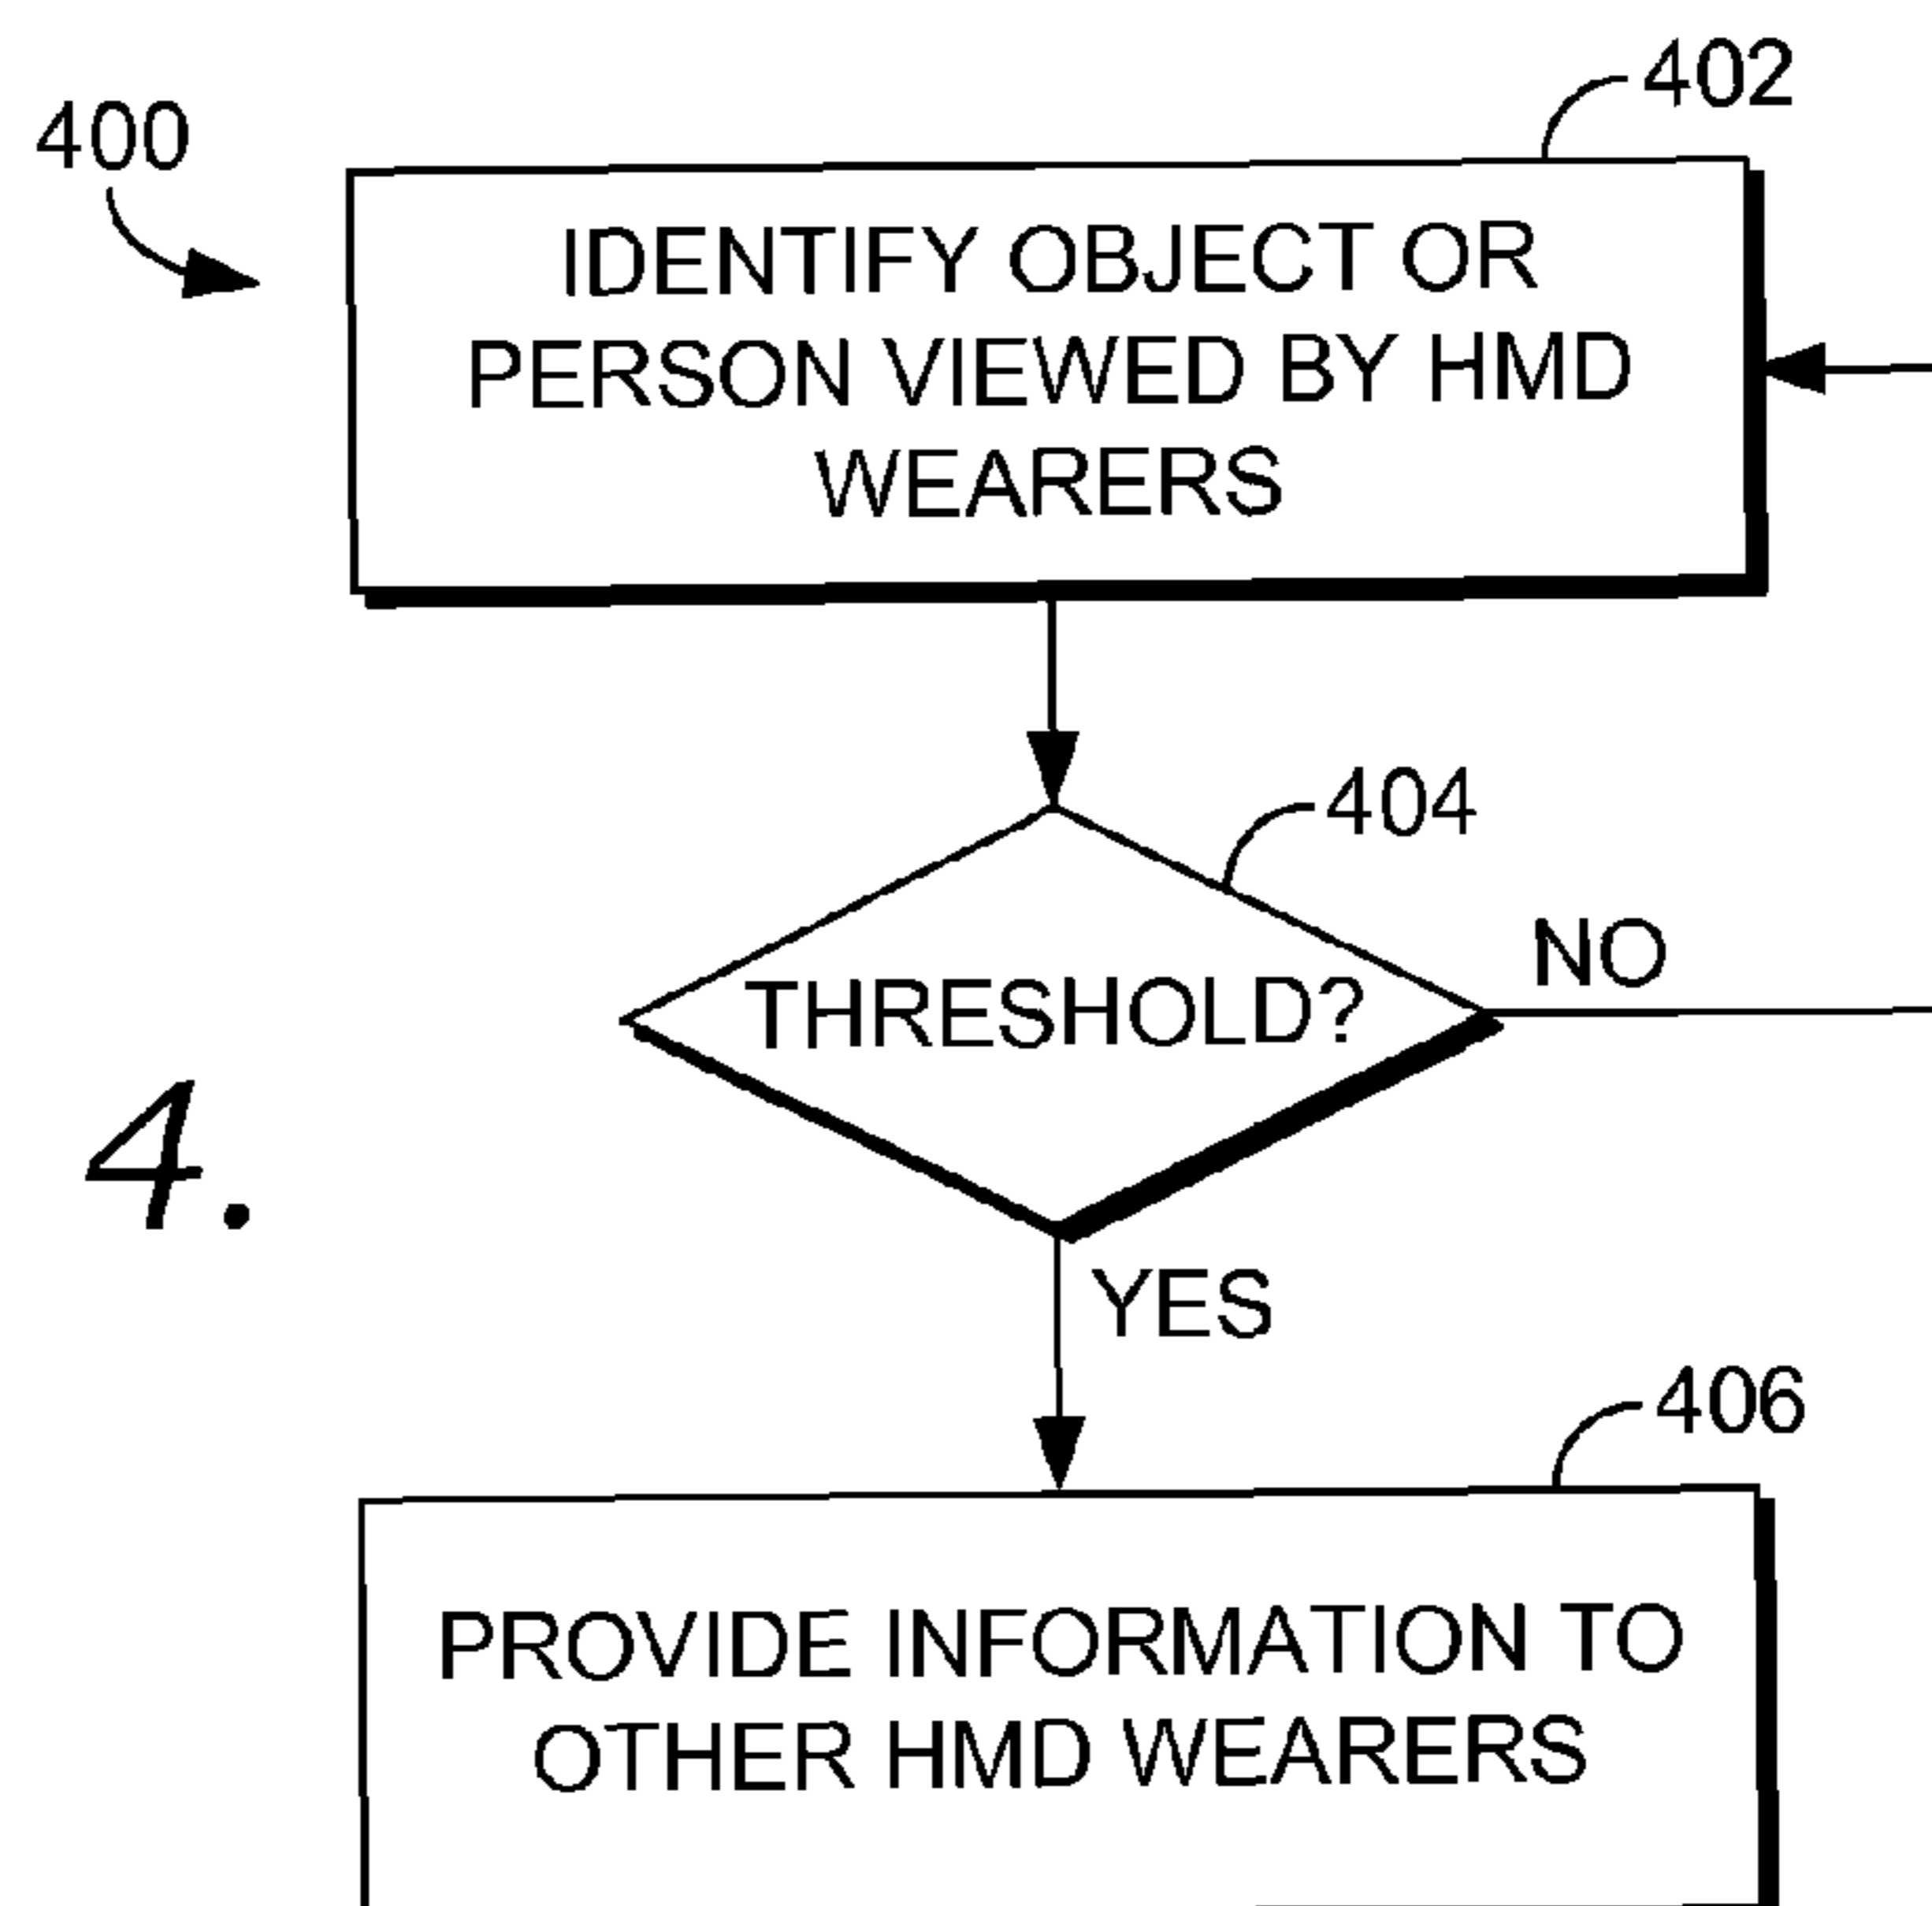 402
400
IDENTIFY OBJECT OR
PERSON VIEWED BY HMD
WEARERS
404
NO
THRESHOLD?
4.
YES
406
PROVIDE INFORMATION TO
OTHER HMD WEARERS